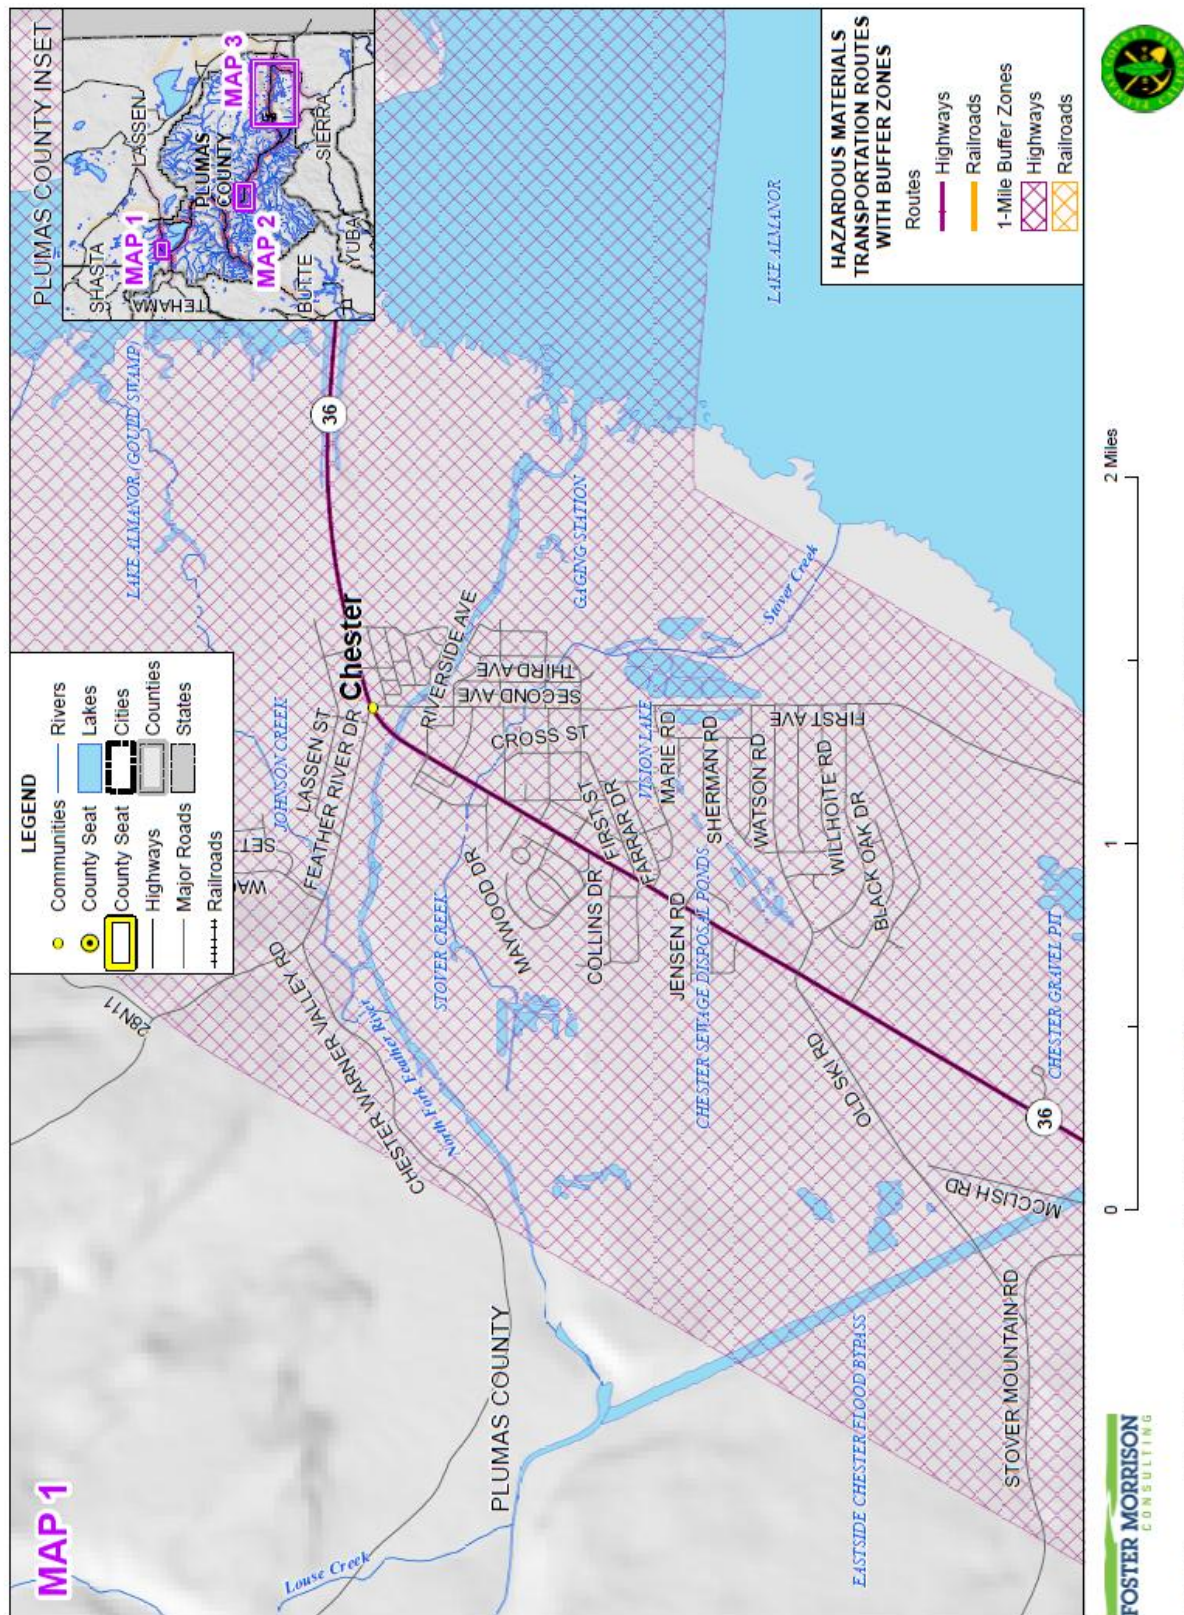 MAP 1
LEGEND
Communities
Rivers
County Seat
Lakes
County Seat
Cities
Highways
Counties
Major Roads
States
Railroads
PLUMAS COUNTY INSET
SHASTA
LASSEN
TEHAMA
PLUMAS
COUNTY
BUTTE
YUBA
SIERRA
MAP 1
MAP 2
MAP 3
LAKE ALMANOR (GOULD SWAMP)
36
28N11
JOHNSON CREEK
LASSEN ST
FEATHER RIVER DR
Chester
CHESTER WARNER VALLEY RD
North Fork Feather River
RIVERSIDE AVE
STOVER CREEK
MAYWOOD DR
CROSS ST
SECOND AVE
THIRD AVE
GAGING STATION
Louse Creek
PLUMAS COUNTY
COLLINS DR
FIRST ST
FARRAR DR
VISION LAKE
MARIE RD
JENSEN RD
SHERMAN RD
CHESTER SEWAGE DISPOSAL PONDS
WATSON RD
FIRST AVE
Stover Creek
LAKE ALMANOR
WILLHOITE RD
BLACK OAK DR
OLD SKI RD
EASTSIDE CHESTER FLOOD BYPASS
STOVER MOUNTAIN RD
MCCLISH RD
36
CHESTER GRAVEL PIT
HAZARDOUS MATERIALS
TRANSPORTATION ROUTES
WITH BUFFER ZONES
Routes
Highways
Railroads
1-Mile Buffer Zones
Highways
Railroads
0
1
2 Miles
FOSTER MORRISON
CONSULTING